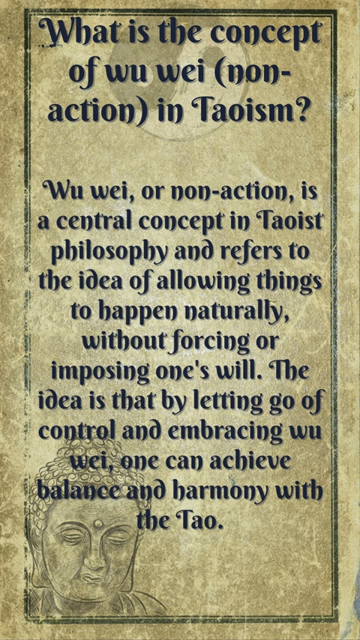 What is the concept
of wu wei (non-
action) in Taoism?
Wu wei, or non-action, is
a central concept in Taoist
philosophy and refers to
the idea of allowing things
to happen naturally,
without forcing or
imposing one's will. The
idea is that by letting go of
control and embracing wu
wei, one can achieve
balance and harmony with
the Tao.